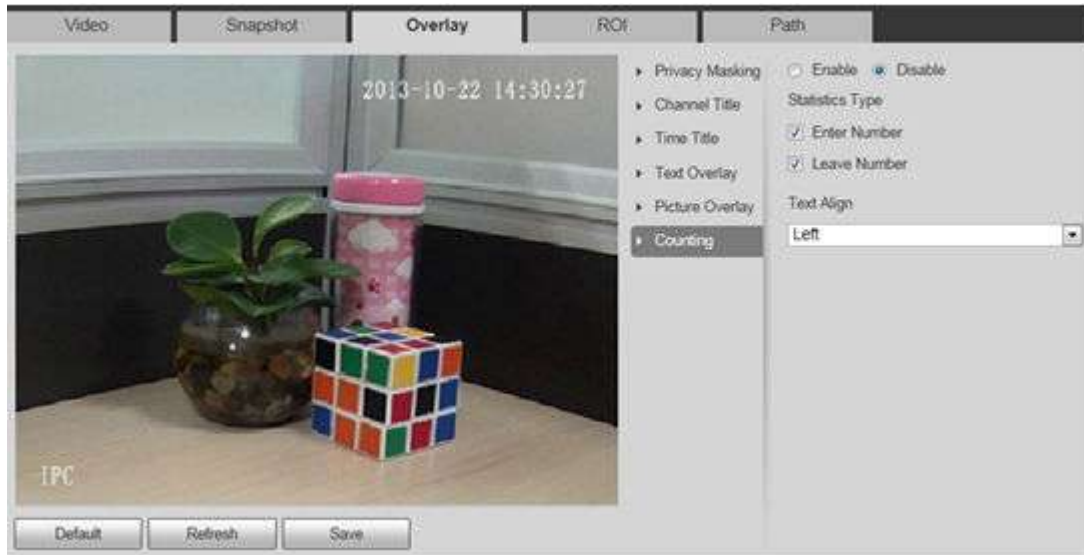 Video
Snapshot
Overlay
ROI
Path
2013-10-22 14:30:27
IPC
Privacy Masking
Channel Title
Time Title
Text Overlay
Picture Overlay
Counting
Enable
Disable
Statistics Type
Enter Number
Leave Number
Text Align
Left
Default
Refresh
Save